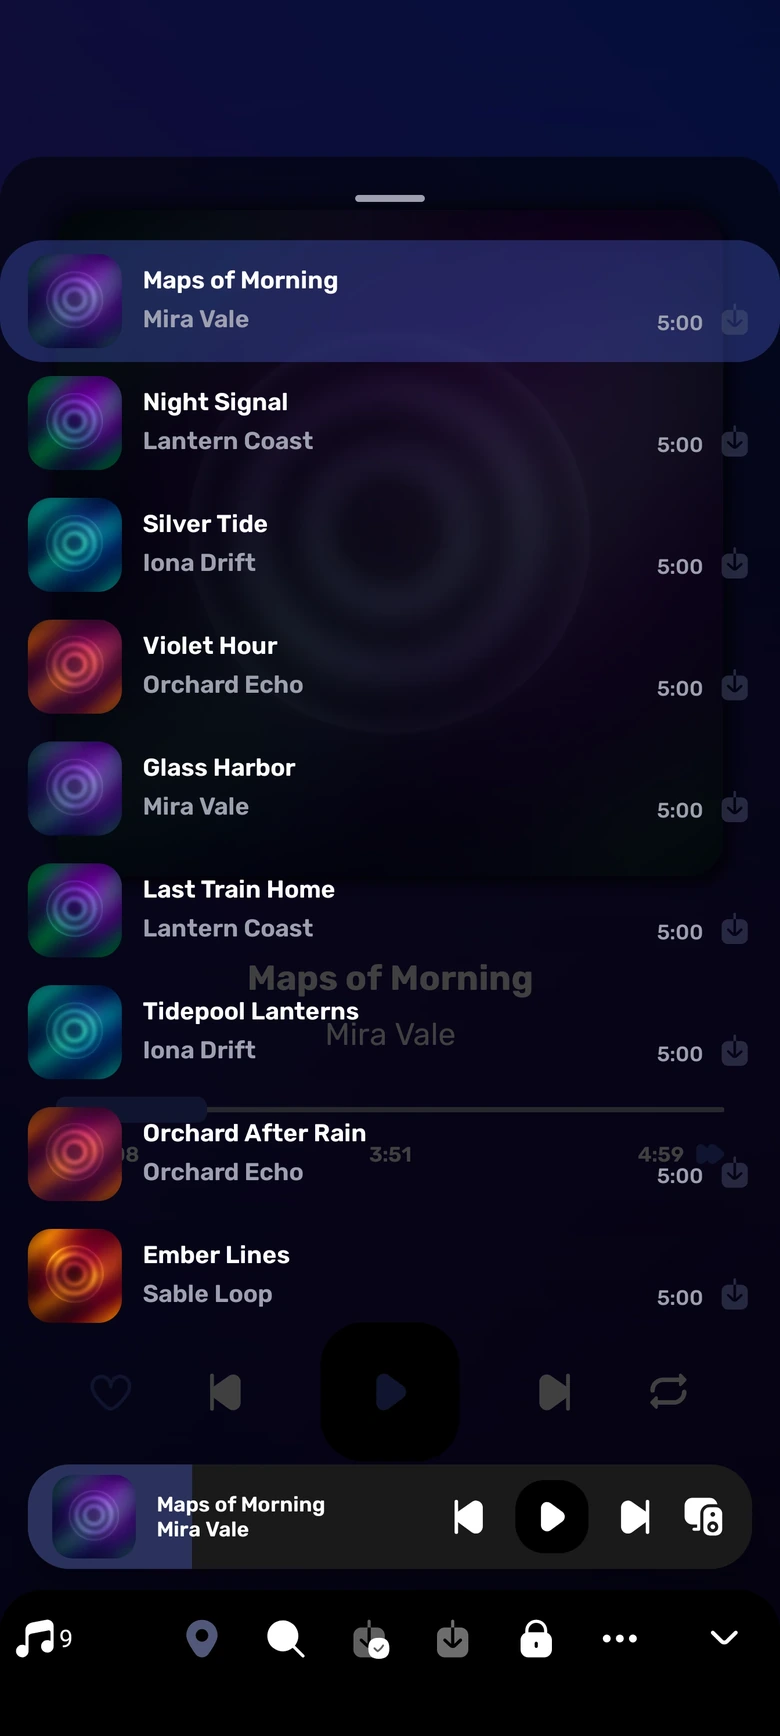 Maps of Morning
Mira Vale
5:00
Night Signal
Lantern Coast
5:00
Silver Tide
Iona Drift
5:00
Violet Hour
Orchard Echo
5:00
Glass Harbor
Mira Vale
5:00
Last Train Home
Lantern Coast
5:00
Maps of Morning
Tidepool Lanterns
Mira Vale
Iona Drift
5:00
Orchard After Rain
3:51
4:59
Orchard Echo
5:00
Ember Lines
Sable Loop
5:00
Maps of Morning
Mira Vale
9